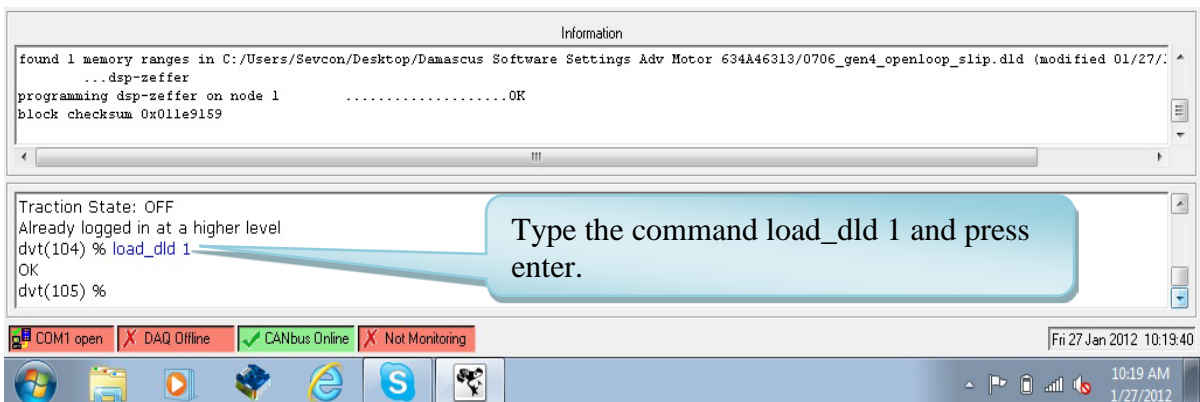 Information
found 1 memory ranges in C:/Users/Sevcon/Desktop/Damascus Software Settings Adv Motor 634A46313/0706_gen4_openloop_slip.dld (modified 01/27/
...dsp-zeffer
programming dsp-zeffer on node 1 ....................OK
block checksum 0x011e9159
Traction State: OFF
Already logged in at a higher level
dvt(104) % load_dld 1
OK
dvt(105) %
Type the command load_dld 1 and press
enter.
COM1 open DAQ Offline CANbus Online Not Monitoring Fri 27 Jan 2012 10:19:40
10:19 AM
1/27/2012